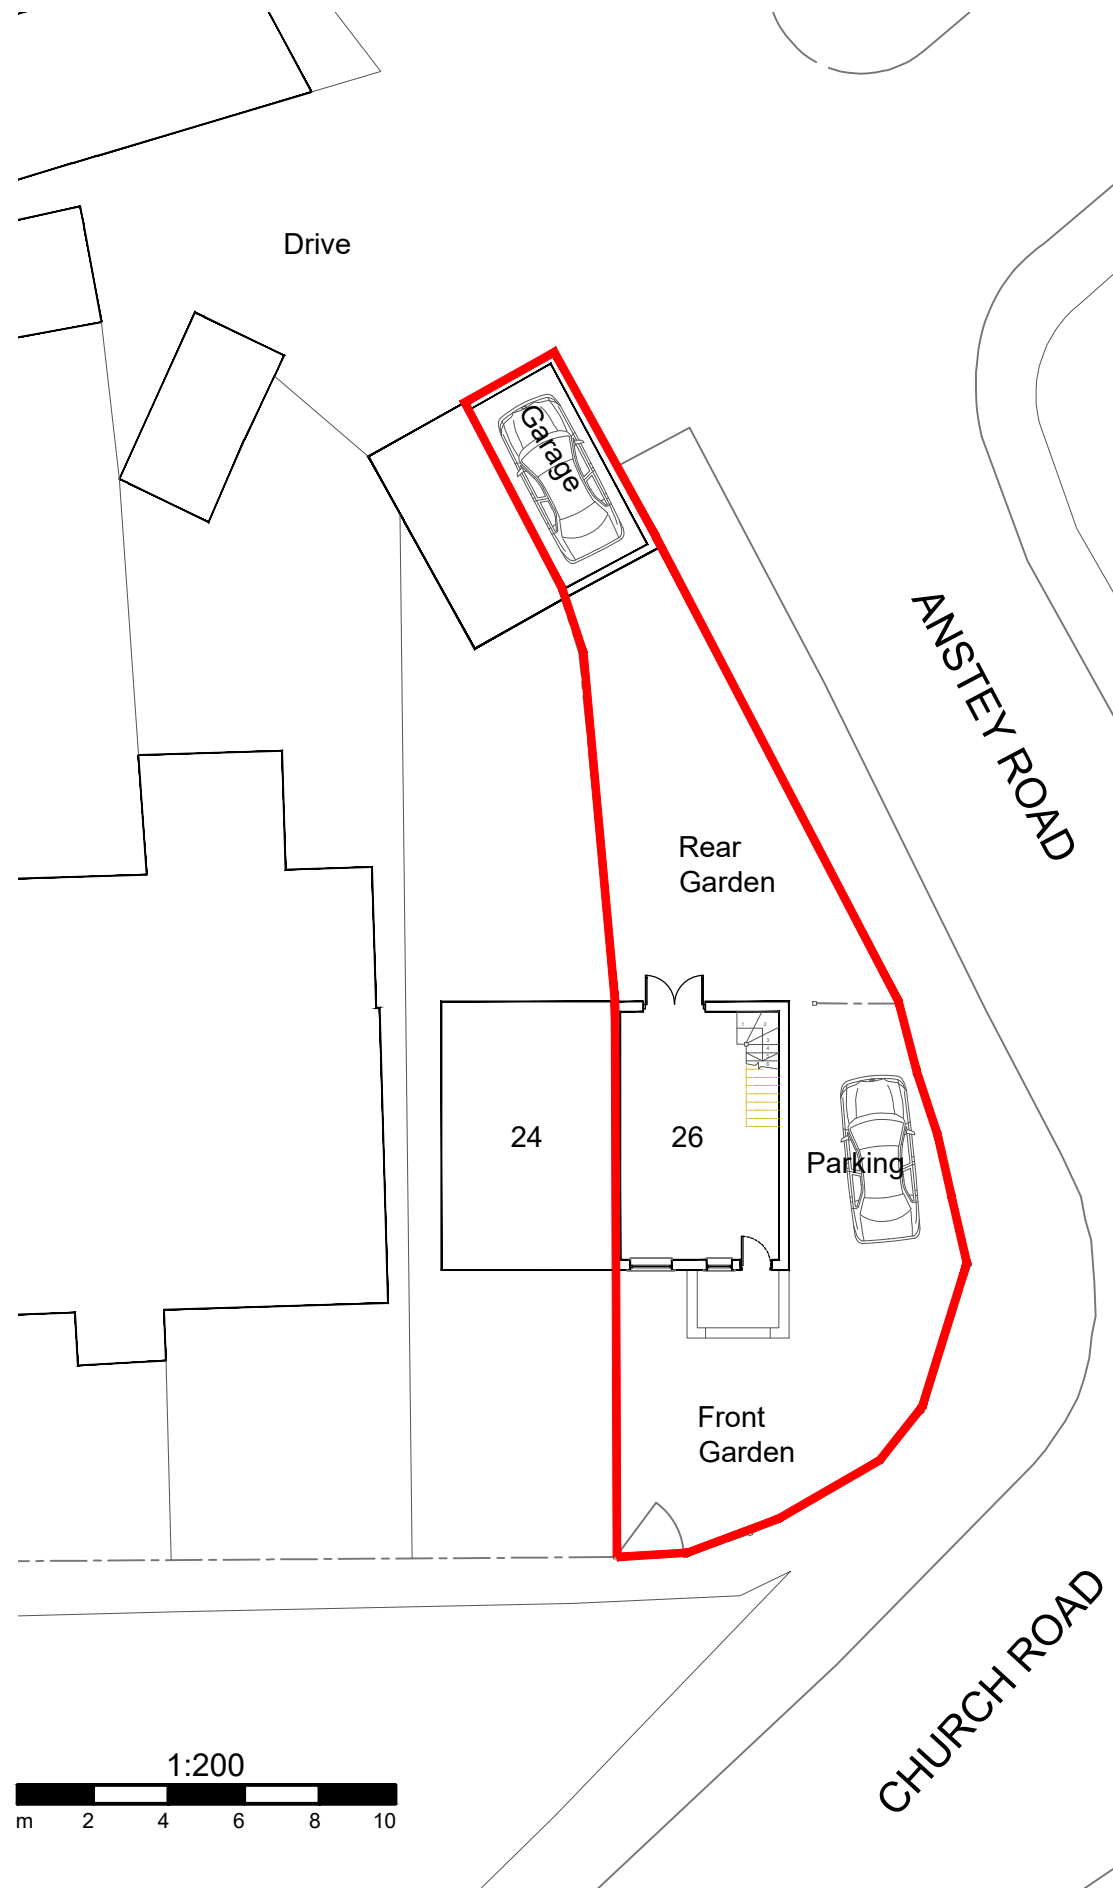 Drive
Garage
ANSTEY ROAD
Rear
Garden
24
26
Parking
Front
Garden
CHURCH ROAD
1:200
m 2 4 6 8 10